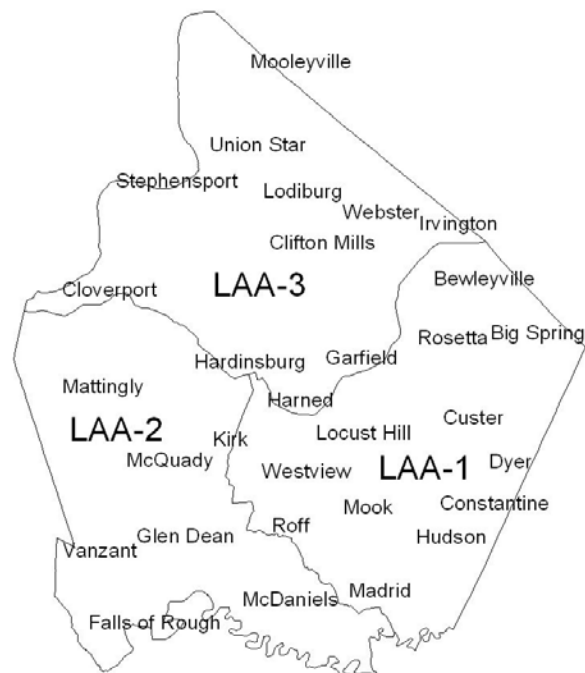 Mooleyville
Union Star
Stephensport
Lodiburg
Webster
Irvington
Clifton Mills
Bewleyville
LAA-3
Cloverport
Rosetta
Big Spring
Hardinsburg
Garfield
Mattingly
Harned
Custer
LAA-2
Kirk
Locust Hill
McQuady
Westview
LAA-1
Dyer
Mook
Constantine
Roff
Glen Dean
Hudson
Vanzant
Madrid
McDaniels
Falls of Rough